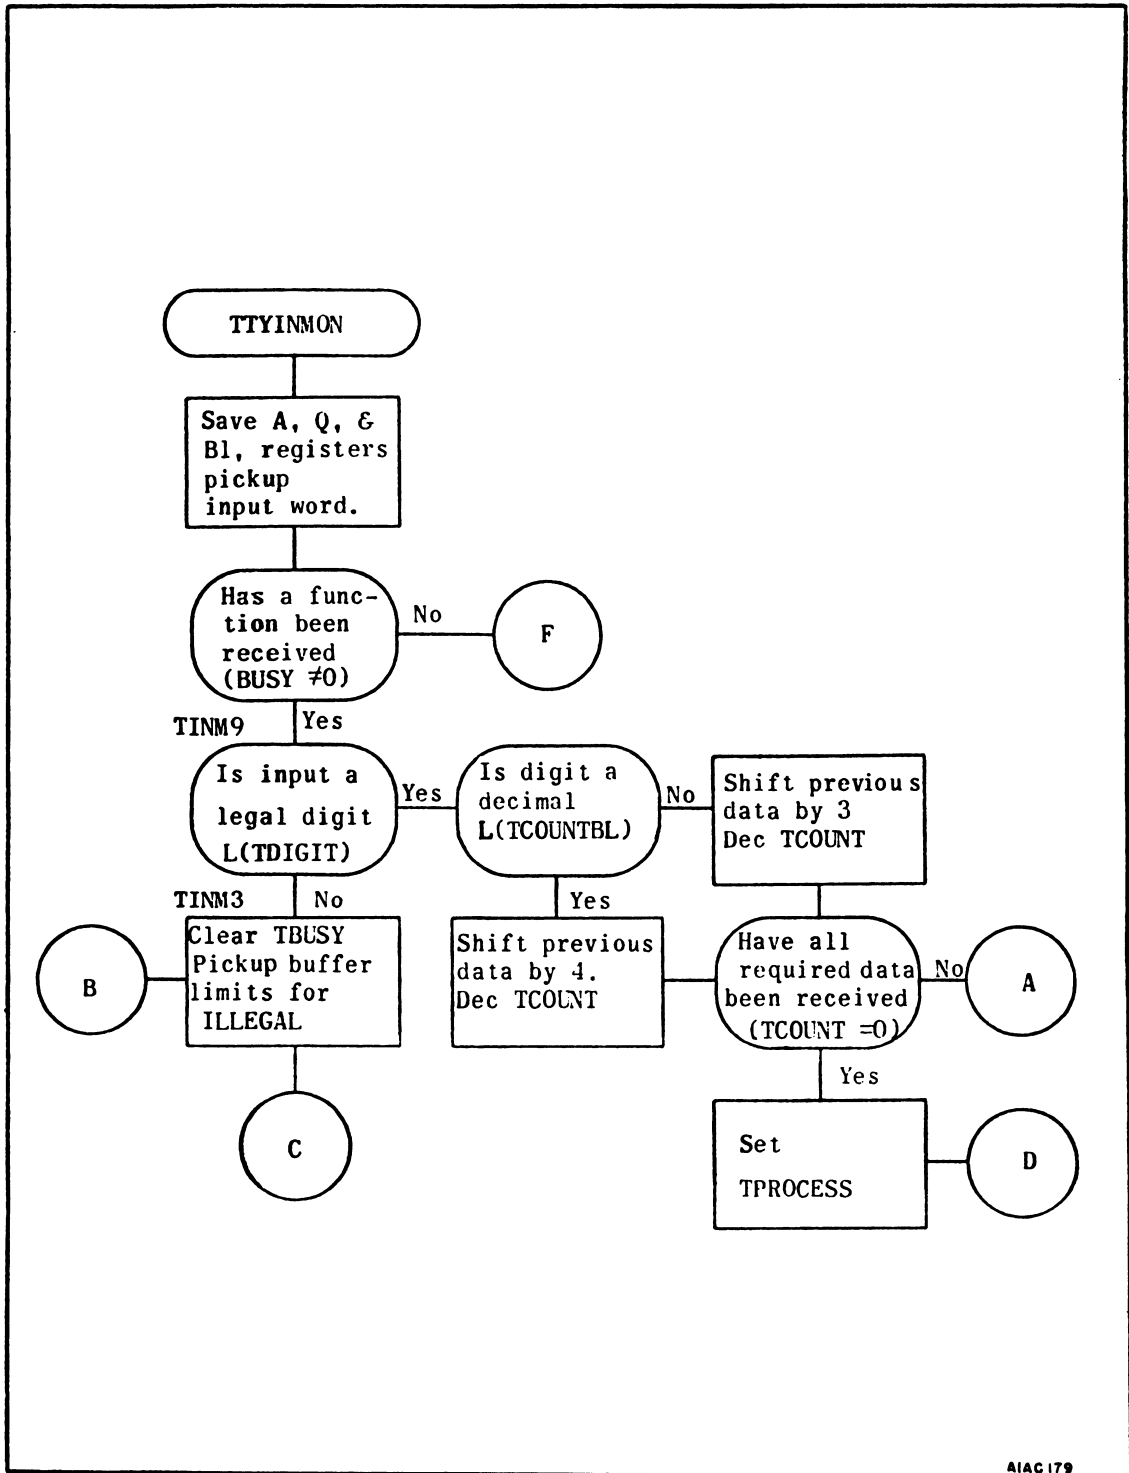 TTYINMON
Save A, Q, &
B1, registers
pickup
input word.
Has a func-
tion been
received
(BUSY ≠0)
No
F
TINM9
Yes
Is input a
legal digit
L(TDIGIT)
Yes
Is digit a
decimal
L(TCOUNTBL)
No
Shift previous
data by 3
Dec TCOUNT
TINM3
No
Yes
B
Clear TBUSY
Pickup buffer
limits for
ILLEGAL
Shift previous
data by 4.
Dec TCOUNT
Have all
required data
been received
(TCOUNT =0)
No
A
Yes
C
Set
TPROCESS
D
AIAC179